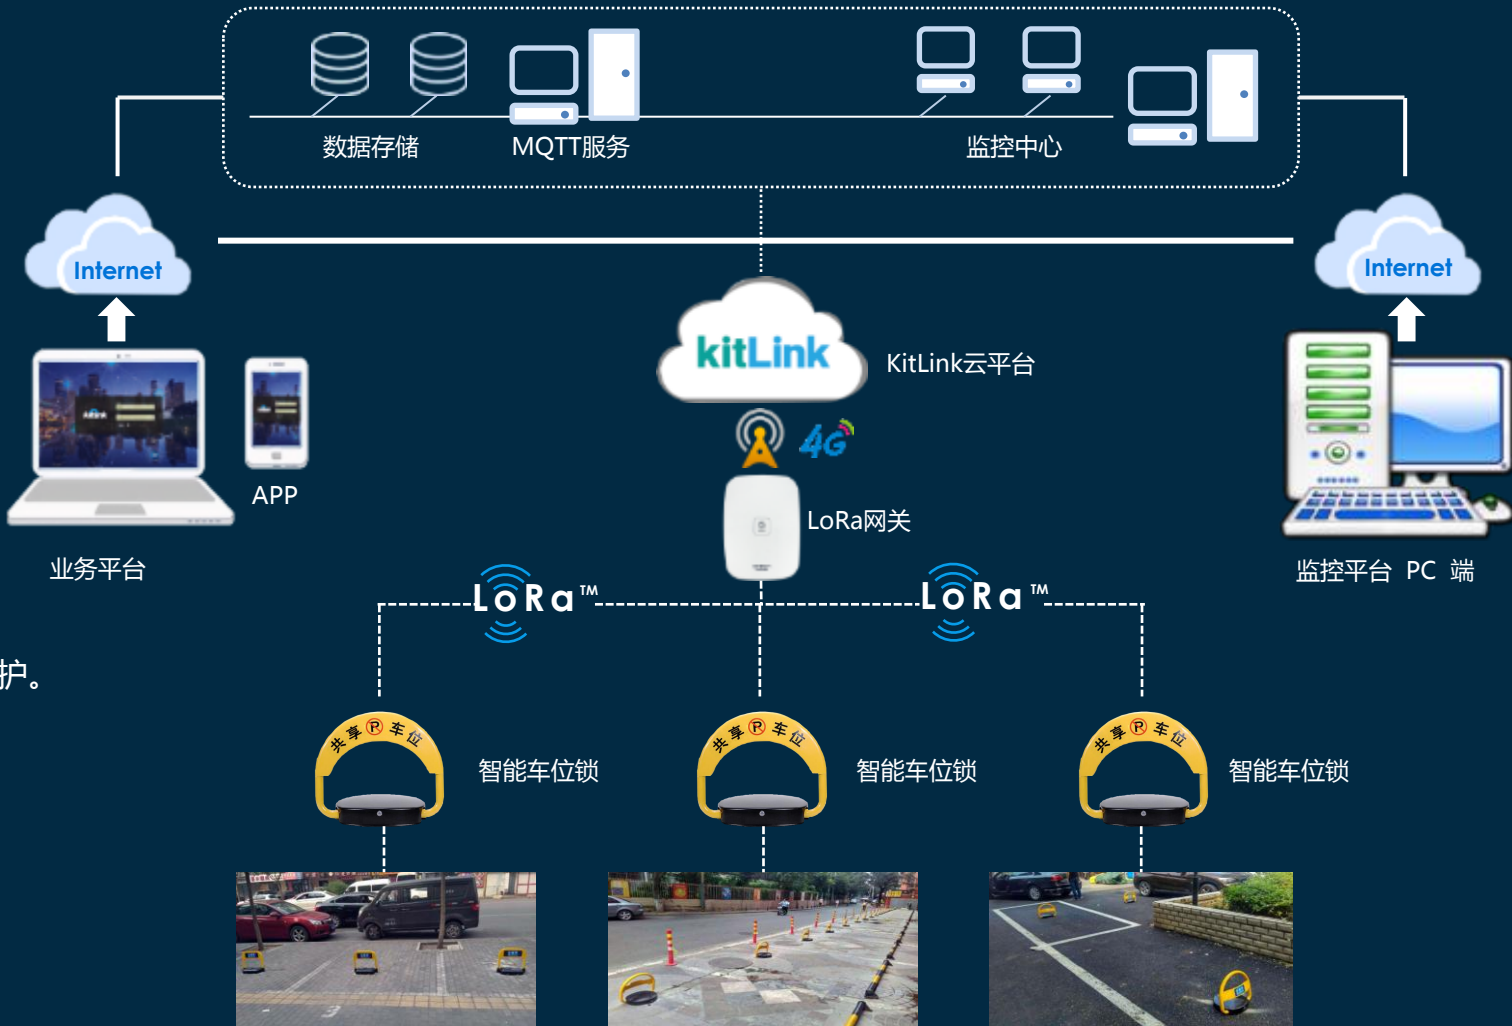 数据存储
MQTT服务
监控中心
Internet
Internet
kitLink
KitLink云平台
4G
APP
LoRa网关
业务平台
监控平台 PC 端
LoRa™
LoRa™
护。
共享车位
智能车位锁
共享车位
智能车位锁
共享车位
智能车位锁